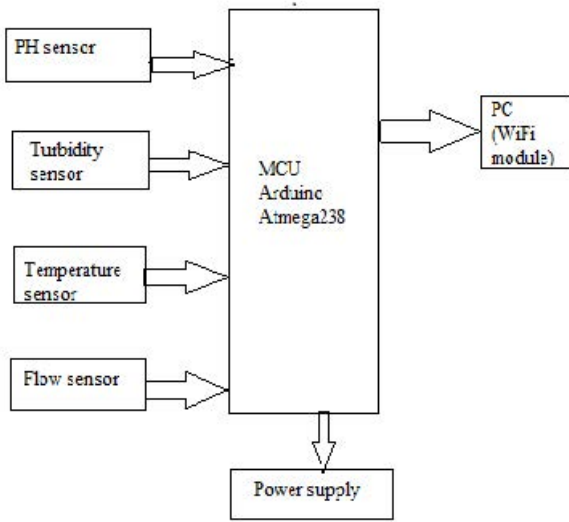 PH sensor
Turbidity
sensor
Temperature
sensor
Flow sensor
MCU
Arduino
Atmega238
PC
(WiFi
module)
Power supply